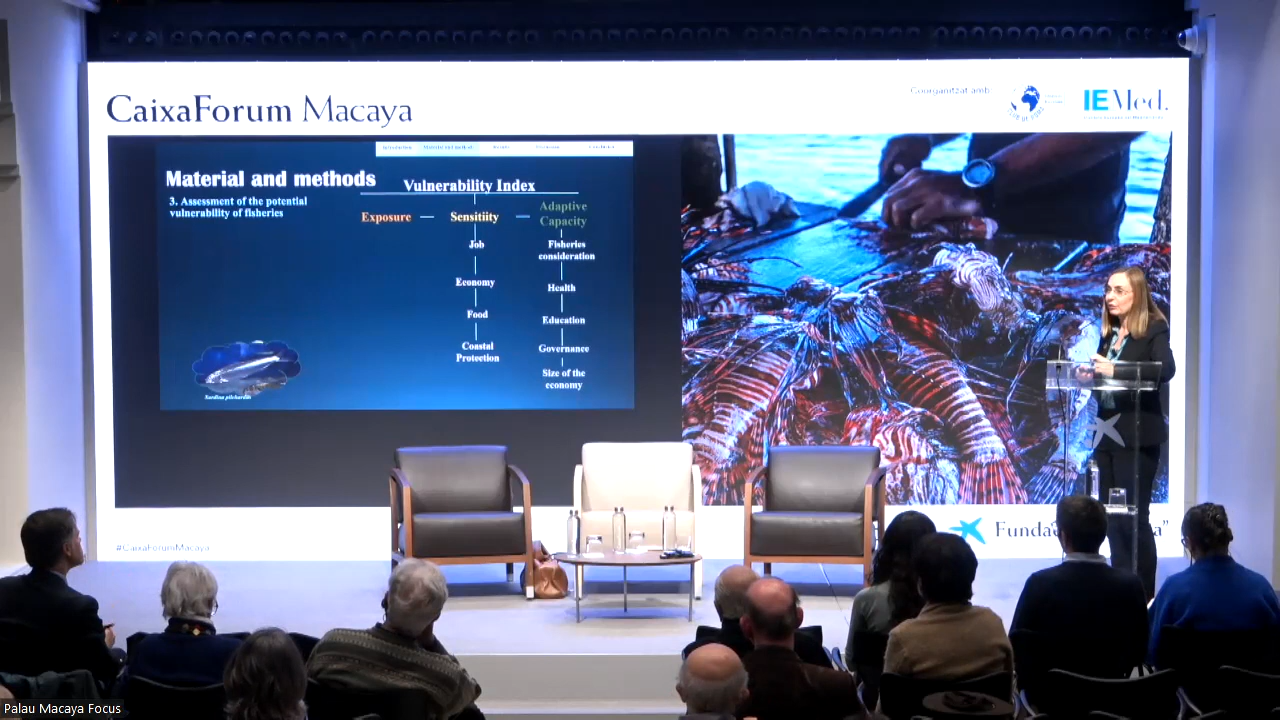 CaixaForum Macaya
Coorganitzat amb:
IEMed.
Material and methods
3. Assessment of the potential
vulnerability of fisheries
Vulnerability Index
Exposure
Sensitiity
Adaptive
Capacity
Job
Economy
Food
Coastal
Protection
Fisheries
consideration
Health
Education
Governance
Size of the
economy
Sardina pilchardus
#CaixaForumMacaya
Palau Macaya Focus